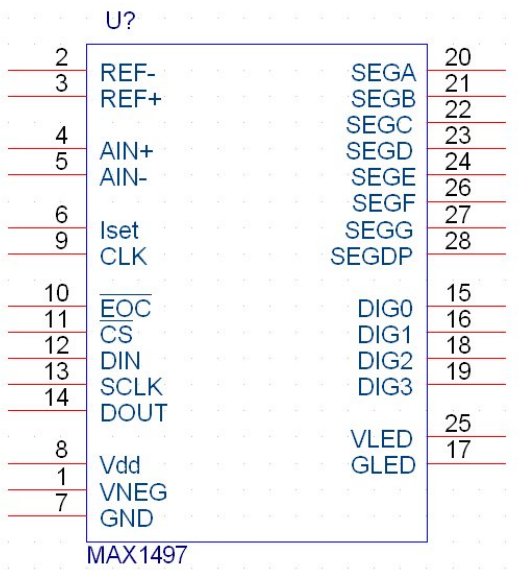 U?
2 REF- SEGA 20
3 REF+ SEGB 21
SEGC 22
4 AIN+ SEGD 23
5 AIN- SEGE 24
SEGF 26
6 Iset SEGG 27
9 CLK SEGDP 28
10 EOC DIG0 15
11 CS DIG1 16
12 DIN DIG2 18
13 SCLK DIG3 19
14 DOUT
VLED 25
8 Vdd GLED 17
1 VNEG
7 GND
MAX1497